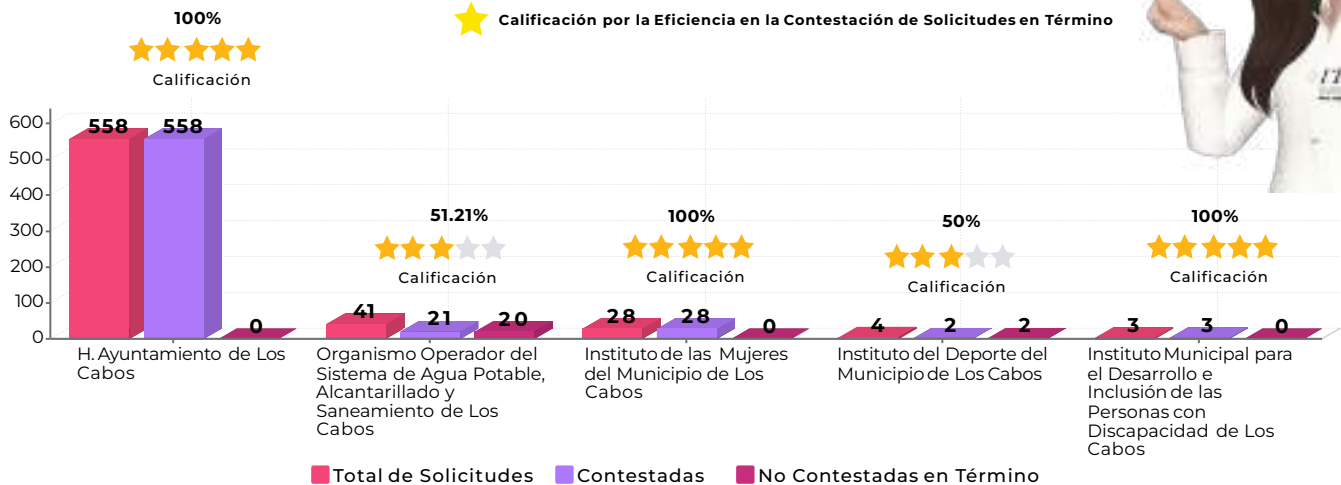 100%
Calificación por la Eficiencia en la Contestación de Solicitudes en Término
Calificación
600
500
400
300
200
100
0
558
558
0
51.21%
Calificación
41
21
20
100%
Calificación
28
28
0
50%
Calificación
4
2
2
100%
Calificación
3
3
0
H. Ayuntamiento de Los
Cabos
Organismo Operador del
Sistema de Agua Potable,
Alcantarillado y
Saneamiento de Los
Cabos
Instituto de las Mujeres
del Municipio de Los
Cabos
Instituto del Deporte del
Municipio de Los Cabos
Instituto Municipal para
el Desarrollo e
Inclusión de las
Personas con
Discapacidad de Los
Cabos
Total de Solicitudes
Contestadas
No Contestadas en Término